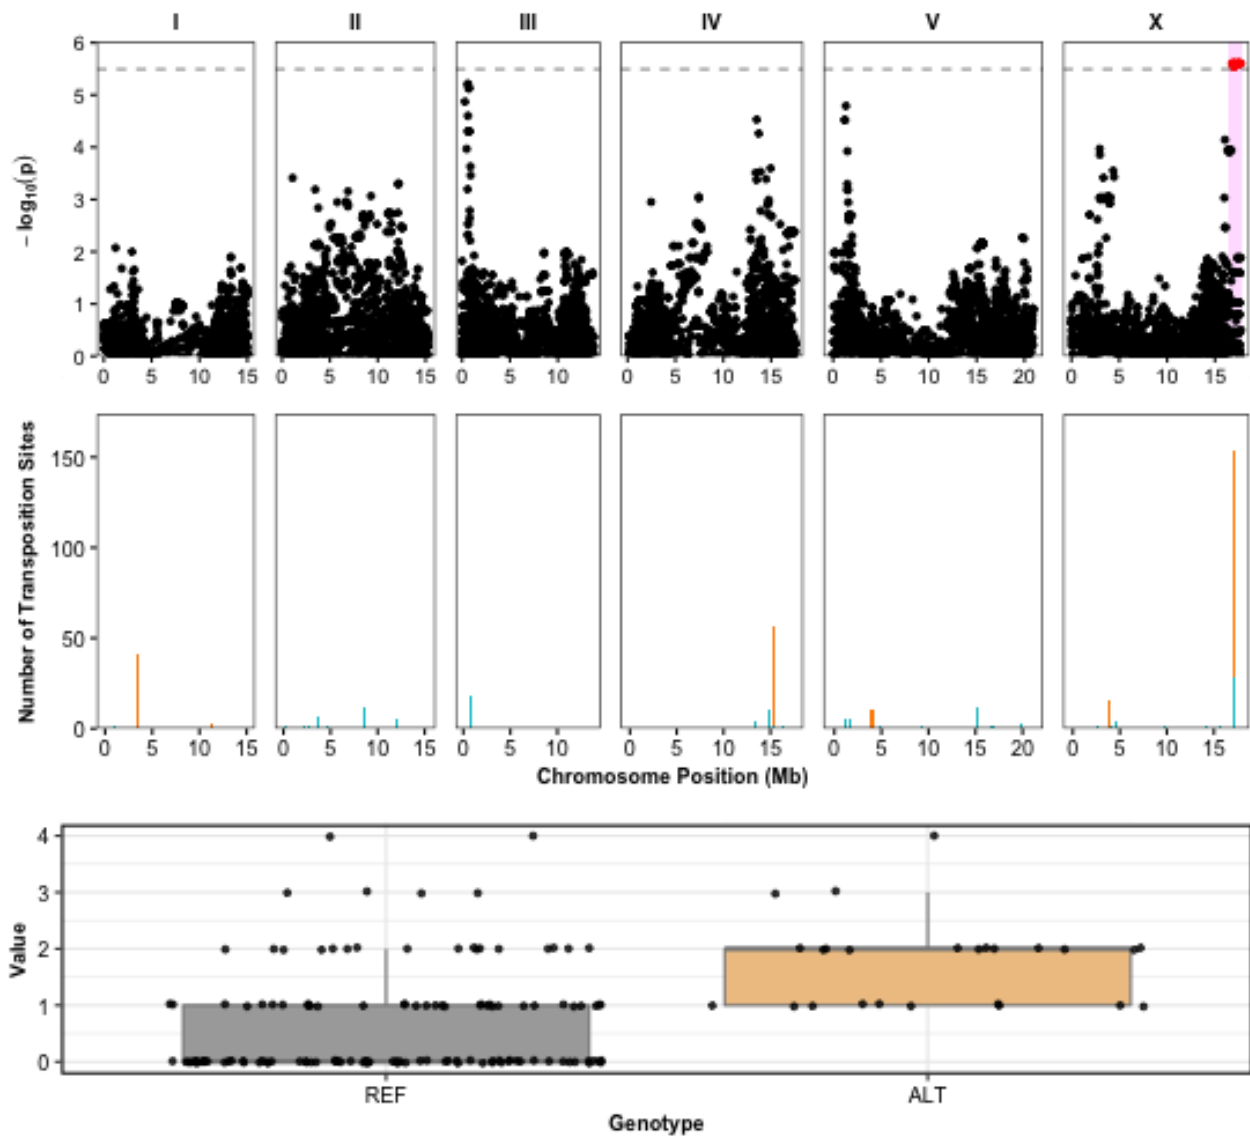 I II III IV V X
6
5
4
3
2
1
0
− log₁₀(p)
0 5 10 15 0 5 10 15 0 5 10 0 5 10 15 0 5 10 15 20 0 5 10 15
150
100
50
0
Number of Transposition Sites
0 5 10 15 0 5 10 15 0 5 10 0 5 10 15 0 5 10 15 20 0 5 10 15
Chromosome Position (Mb)
4
3
2
1
0
Value
REF ALT
Genotype